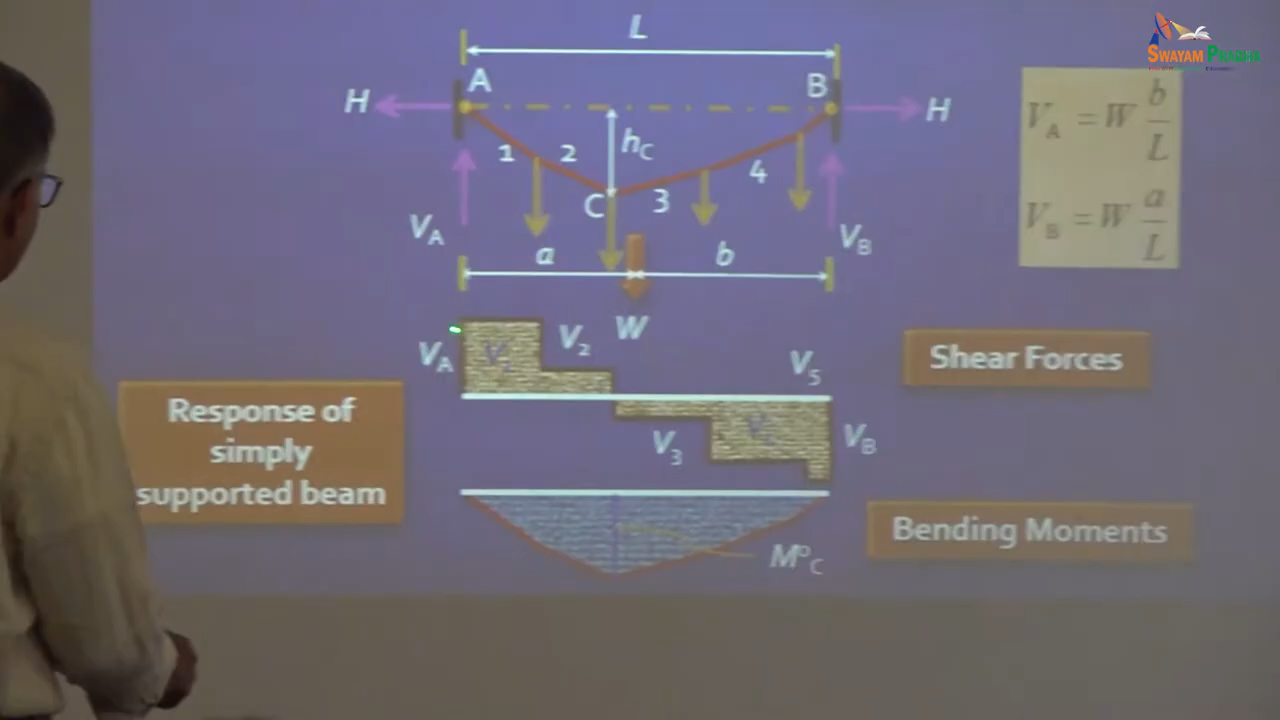 SWAYAM PRABHA
L
A
B
H
H
1
2
h_C
C
3
4
V_A
V_B
a
b
W
V_A = W b/L
V_B = W a/L
V_A
V_2
V_5
V_3
V_B
Shear Forces
Response of
simply
supported beam
M°_C
Bending Moments